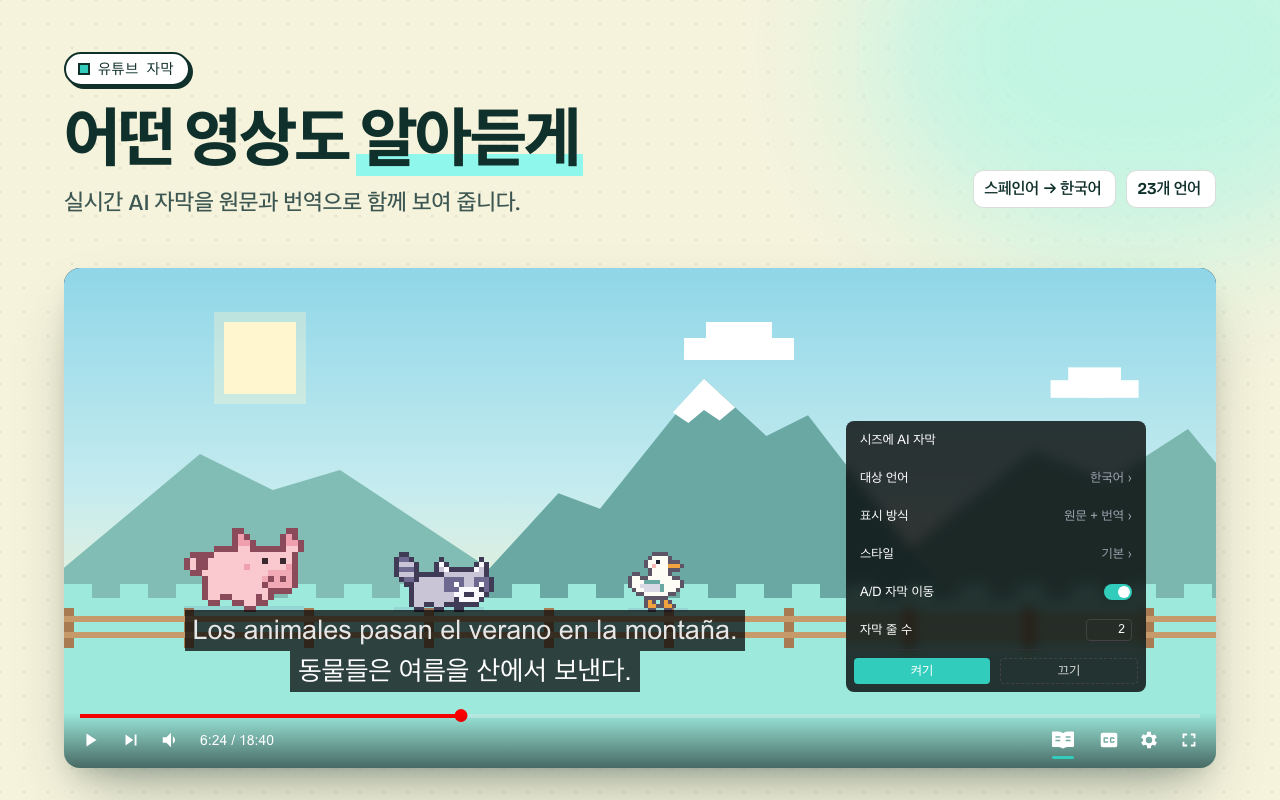 유튜브 자막
어떤 영상도 알아듣게
실시간 AI 자막을 원문과 번역으로 함께 보여 줍니다.
스페인어 → 한국어
23개 언어
시즈에 AI 자막
대상 언어
한국어 ›
표시 방식
원문 + 번역 ›
스타일
기본 ›
A/D 자막 이동
자막 줄 수
2
켜기
끄기
Los animales pasan el verano en la montaña.
동물들은 여름을 산에서 보낸다.
6:24 / 18:40
CC